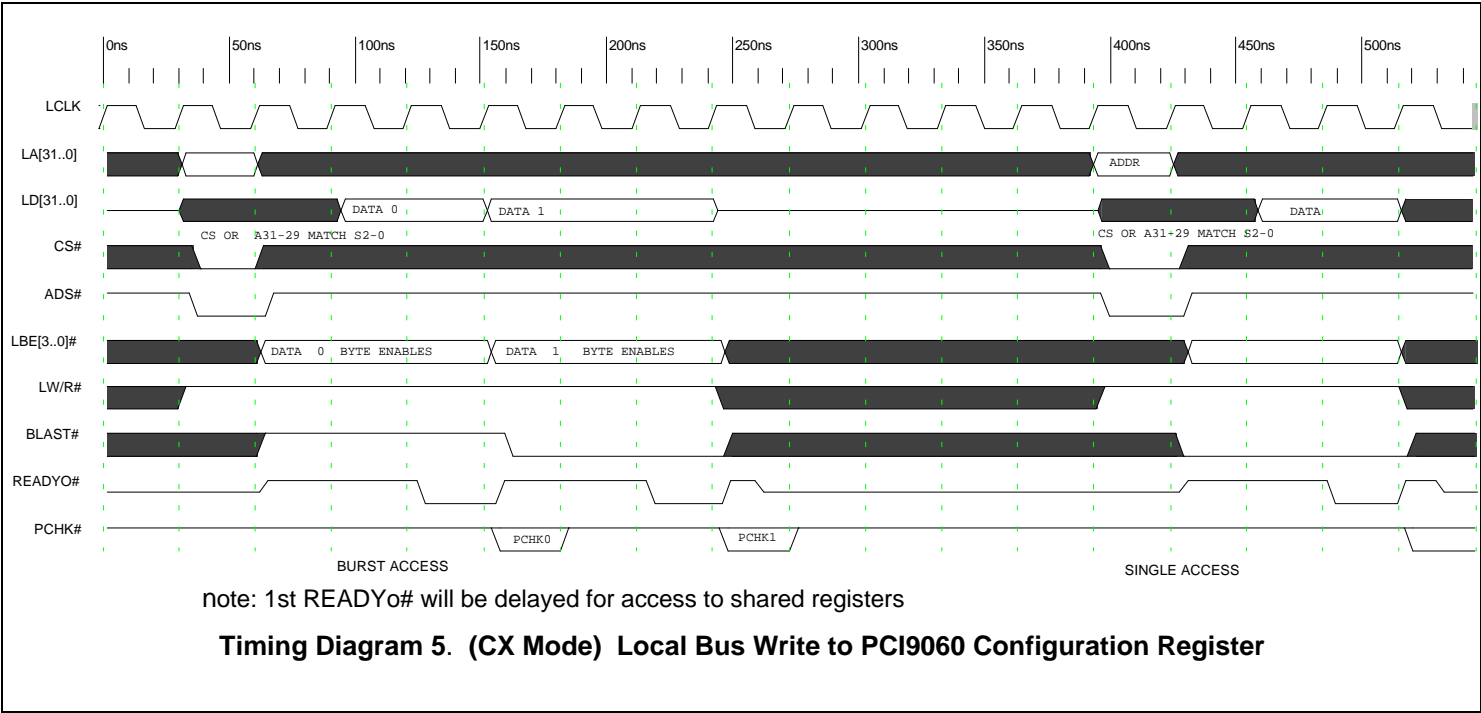 0ns 50ns 100ns 150ns 200ns 250ns 300ns 350ns 400ns 450ns 500ns
LCLK
LA[31..0] ADDR
LD[31..0] DATA 0 DATA 1 DATA
CS OR A31-29 MATCH S2-0 CS OR A31-29 MATCH S2-0
CS#
ADS#
LBE[3..0]# DATA 0 BYTE ENABLES DATA 1 BYTE ENABLES
LW/R#
BLAST#
READYO#
PCHK# PCHK0 PCHK1
BURST ACCESS SINGLE ACCESS
note: 1st READYo# will be delayed for access to shared registers
Timing Diagram 5. (CX Mode) Local Bus Write to PCI9060 Configuration Register